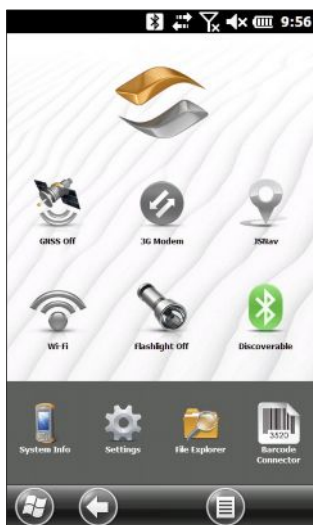 9:56
GNSS Off
3G Modem
JSNav
Wi-Fi
Flashlight Off
Discoverable
3520
System Info
Settings
File Explorer
Barcode
Connector